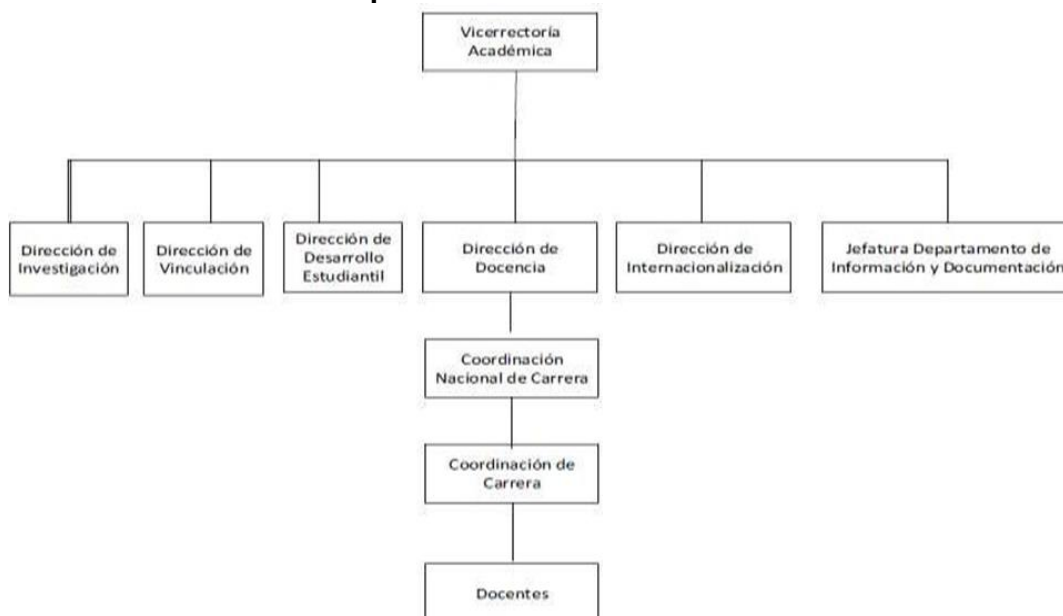 Vicerrectoría
Académica
Dirección de
Investigación
Dirección de
Vinculación
Dirección de
Desarrollo
Estudiantil
Dirección de
Docencia
Dirección de
Internacionalización
Jefatura Departamento de
Información y Documentación
Coordinación
Nacional de Carrera
Coordinación de
Carrera
Docentes